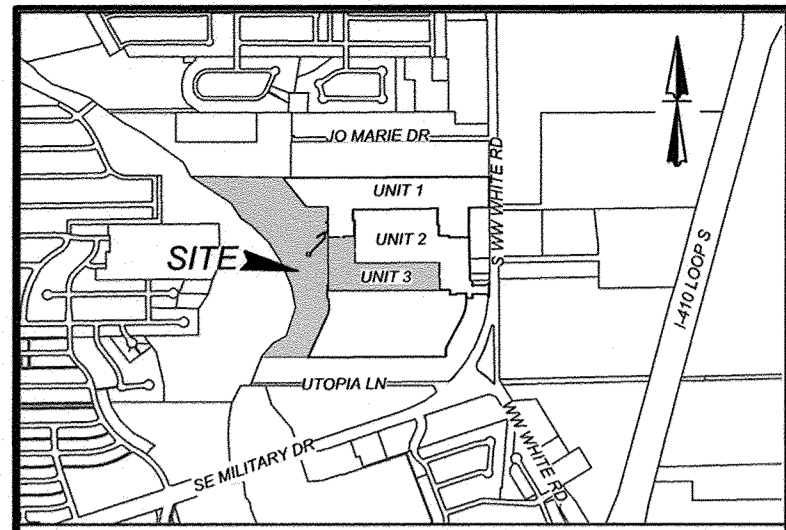 JO MARIE DR
UNIT 1
S WW WHITE RD
UNIT 2
SITE
UNIT 3
I-410 LOOP S
UTOPIA LN
WW WHITE RD
SE MILITARY DR